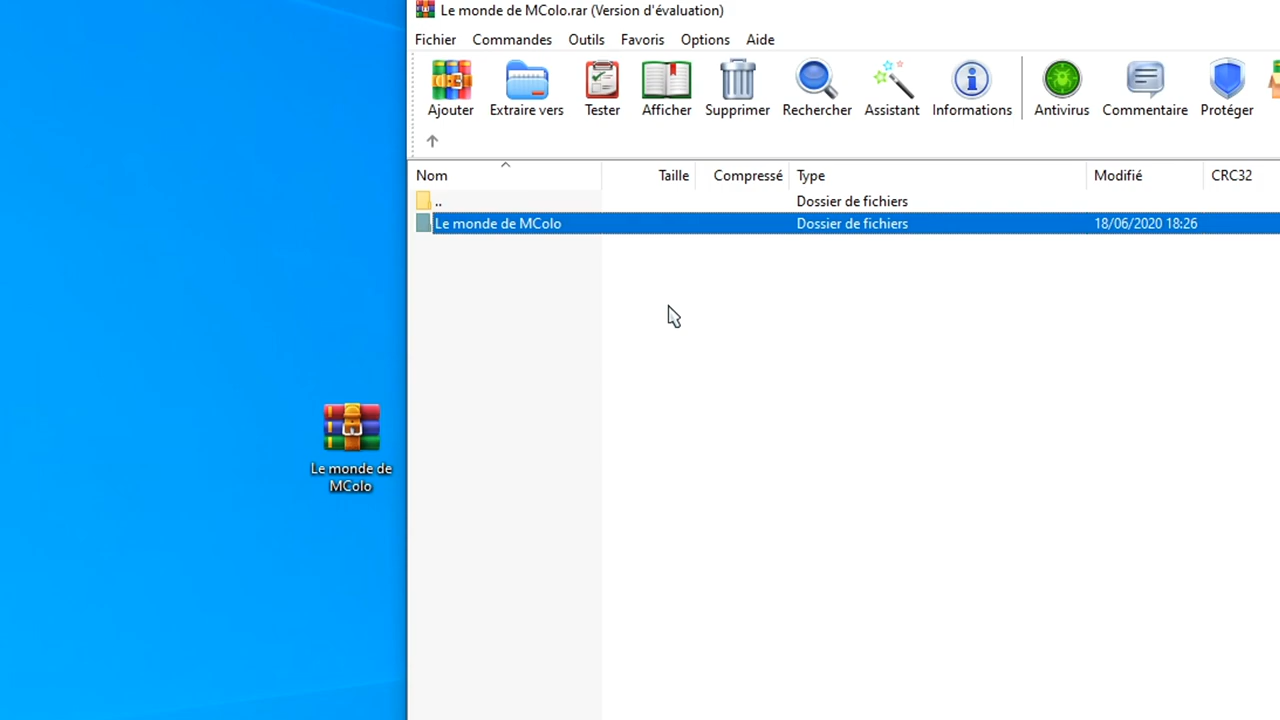 Le monde de MColo.rar (Version d'évaluation)
Fichier Commandes Outils Favoris Options Aide
Ajouter Extraire vers Tester Afficher Supprimer Rechercher Assistant Informations Antivirus Commentaire Protéger
Nom Taille Compressé Type Modifié CRC32
.. Dossier de fichiers
Le monde de MColo Dossier de fichiers 18/06/2020 18:26
Le monde de
MColo